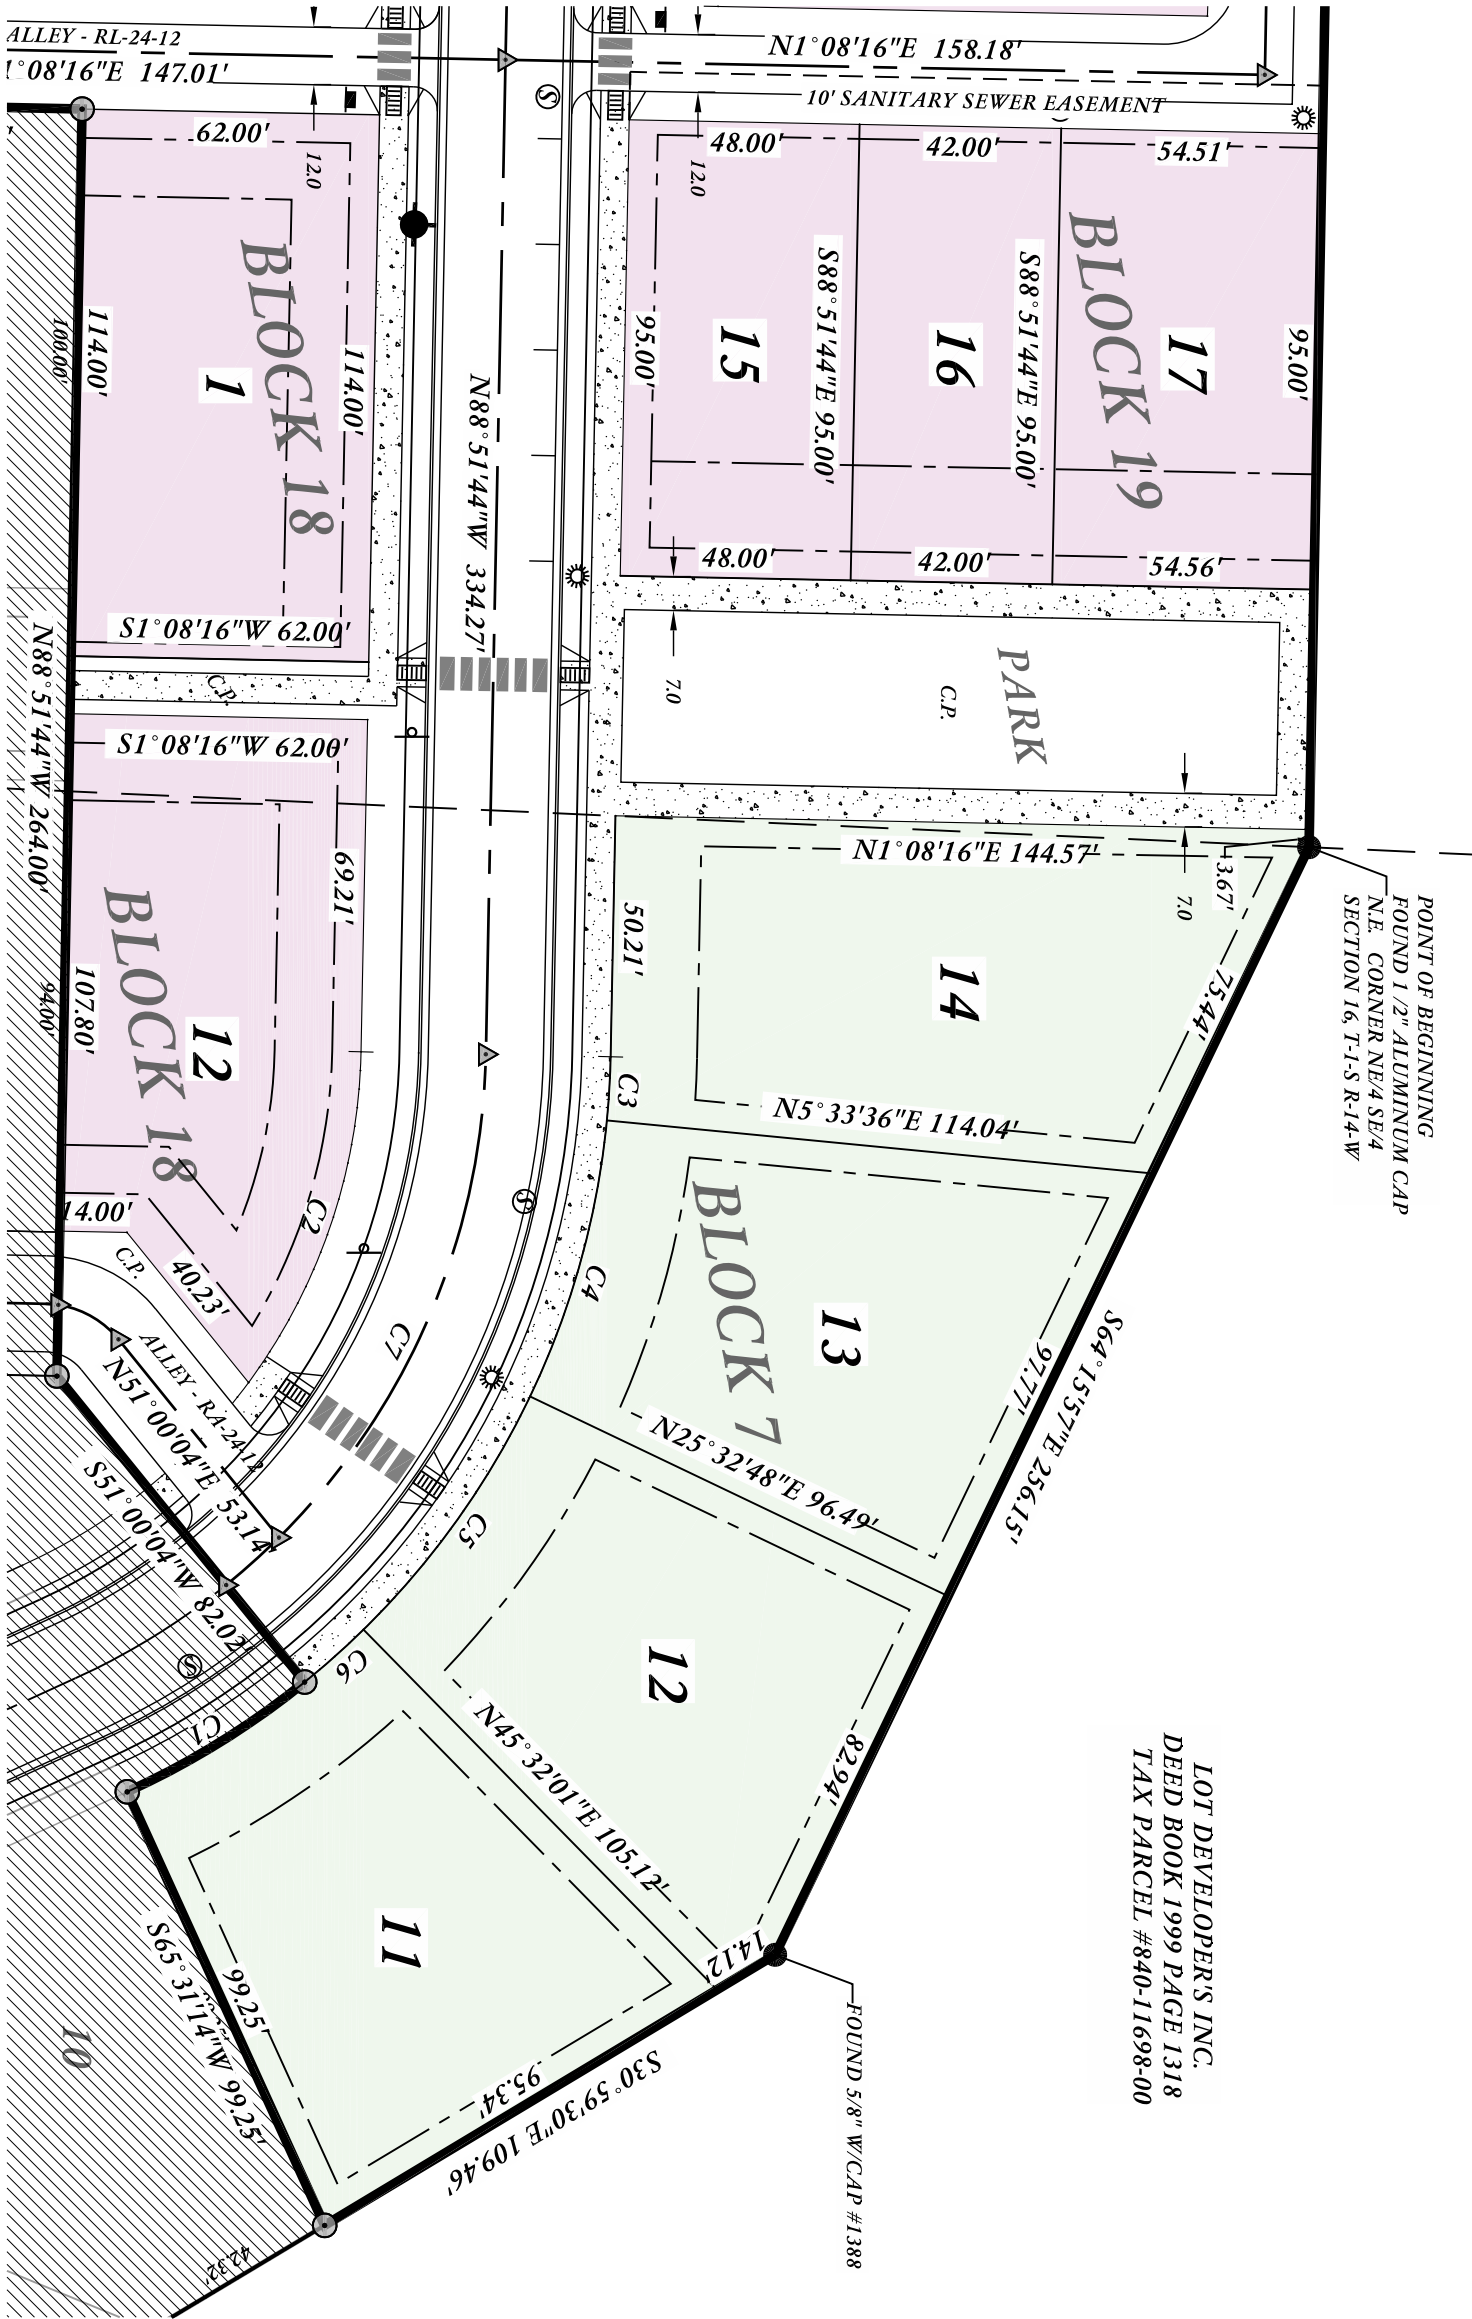 ALLEY - RL-24-12
1°08'16"E 147.01'
N1°08'16"E 158.18'
10' SANITARY SEWER EASEMENT
S
62.00'
12.0
114.00'
100.00'
114.00'
BLOCK 18
1
S1°08'16"W 62.00'
C.P.
S1°08'16"W 62.00'
N88°51'44"W 334.27'
N88°51'44"W 264.00'
48.00'
42.00'
54.51'
12.0
95.00'
15
S88°51'44"E 95.00'
16
S88°51'44"E 95.00'
BLOCK 19
17
95.00'
48.00'
42.00'
54.56'
7.0
C.P.
PARK
N1°08'16"E 144.57'
3.67'
7.0
POINT OF BEGINNING
FOUND 1/2" ALUMINUM CAP
N.E. CORNER NE/4 SE/4
SECTION 16, T-1-S R-14-W
69.21'
BLOCK 18
12
107.80'
94.00'
14.00'
C.P.
40.23'
C2
50.21'
14
75.44'
C3
N5°33'36"E 114.04'
S
C4
BLOCK 7
13
97.77'
S64°15'57"E 256.15'
C7
ALLEY - RA-24-12
N51°00'04"E 53.14'
S51°00'04"W 82.02'
N25°32'48"E 96.49'
C5
12
82.94'
C6
S
C1
N45°32'01"E 105.12'
14.12'
11
99.25'
S65°31'14"W 99.25'
95.34'
S30°59'30"E 109.46'
10
42.32'
FOUND 5/8" W/CAP #1388
LOT DEVELOPER'S INC.
DEED BOOK 1999 PAGE 1318
TAX PARCEL #840-11698-00